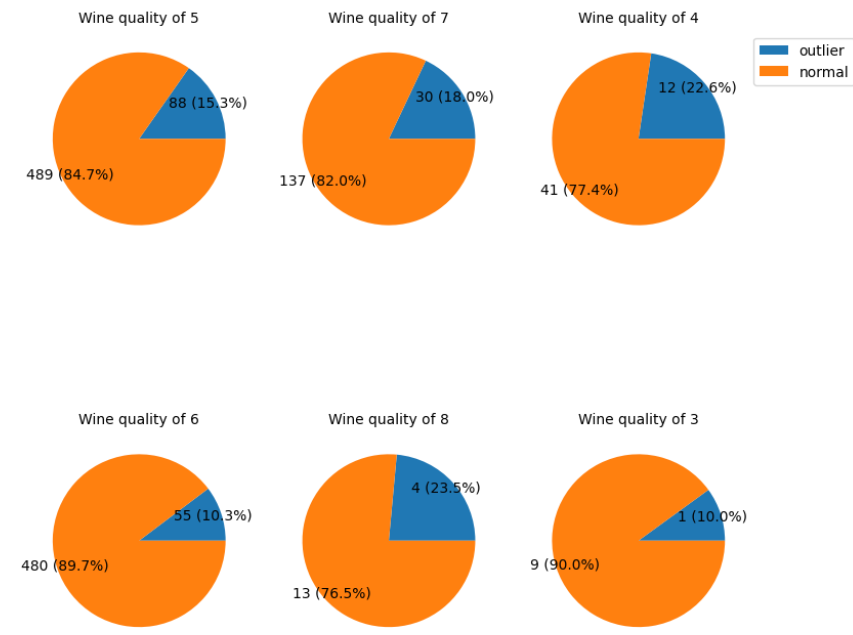 Wine quality of 5
Wine quality of 7
Wine quality of 4
outlier
normal
88 (15.3%)
489 (84.7%)
30 (18.0%)
137 (82.0%)
12 (22.6%)
41 (77.4%)
Wine quality of 6
Wine quality of 8
Wine quality of 3
55 (10.3%)
480 (89.7%)
4 (23.5%)
13 (76.5%)
1 (10.0%)
9 (90.0%)